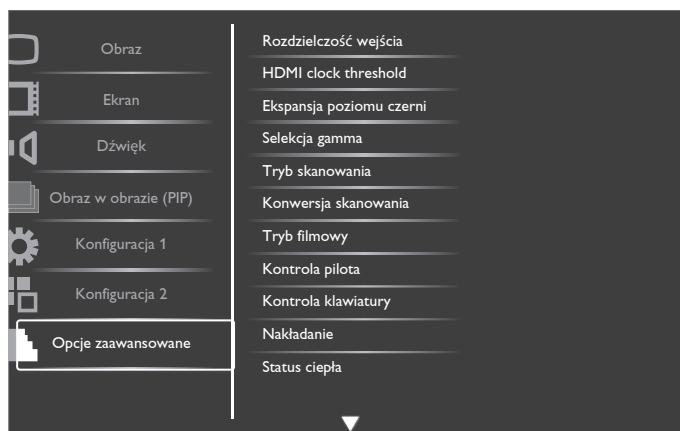 Obraz
Ekran
Dźwięk
Obraz w obrazie (PIP)
Konfiguracja 1
Konfiguracja 2
Opcje zaawansowane
Rozdzielczość wejścia
HDMI clock threshold
Ekspansja poziomu czerni
Selekcja gamma
Tryb skanowania
Konwersja skanowania
Tryb filmowy
Kontrola pilota
Kontrola klawiatury
Nakładanie
Status ciepła